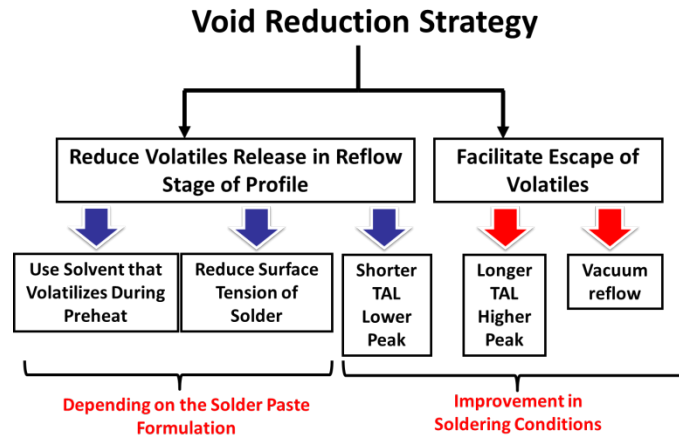 Void Reduction Strategy
Reduce Volatiles Release in Reflow
Stage of Profile
Facilitate Escape of
Volatiles
Use Solvent that
Volatilizes During
Preheat
Reduce Surface
Tension of
Solder
Shorter
TAL
Lower
Peak
Longer
TAL
Higher
Peak
Vacuum
reflow
Depending on the Solder Paste
Formulation
Improvement in
Soldering Conditions